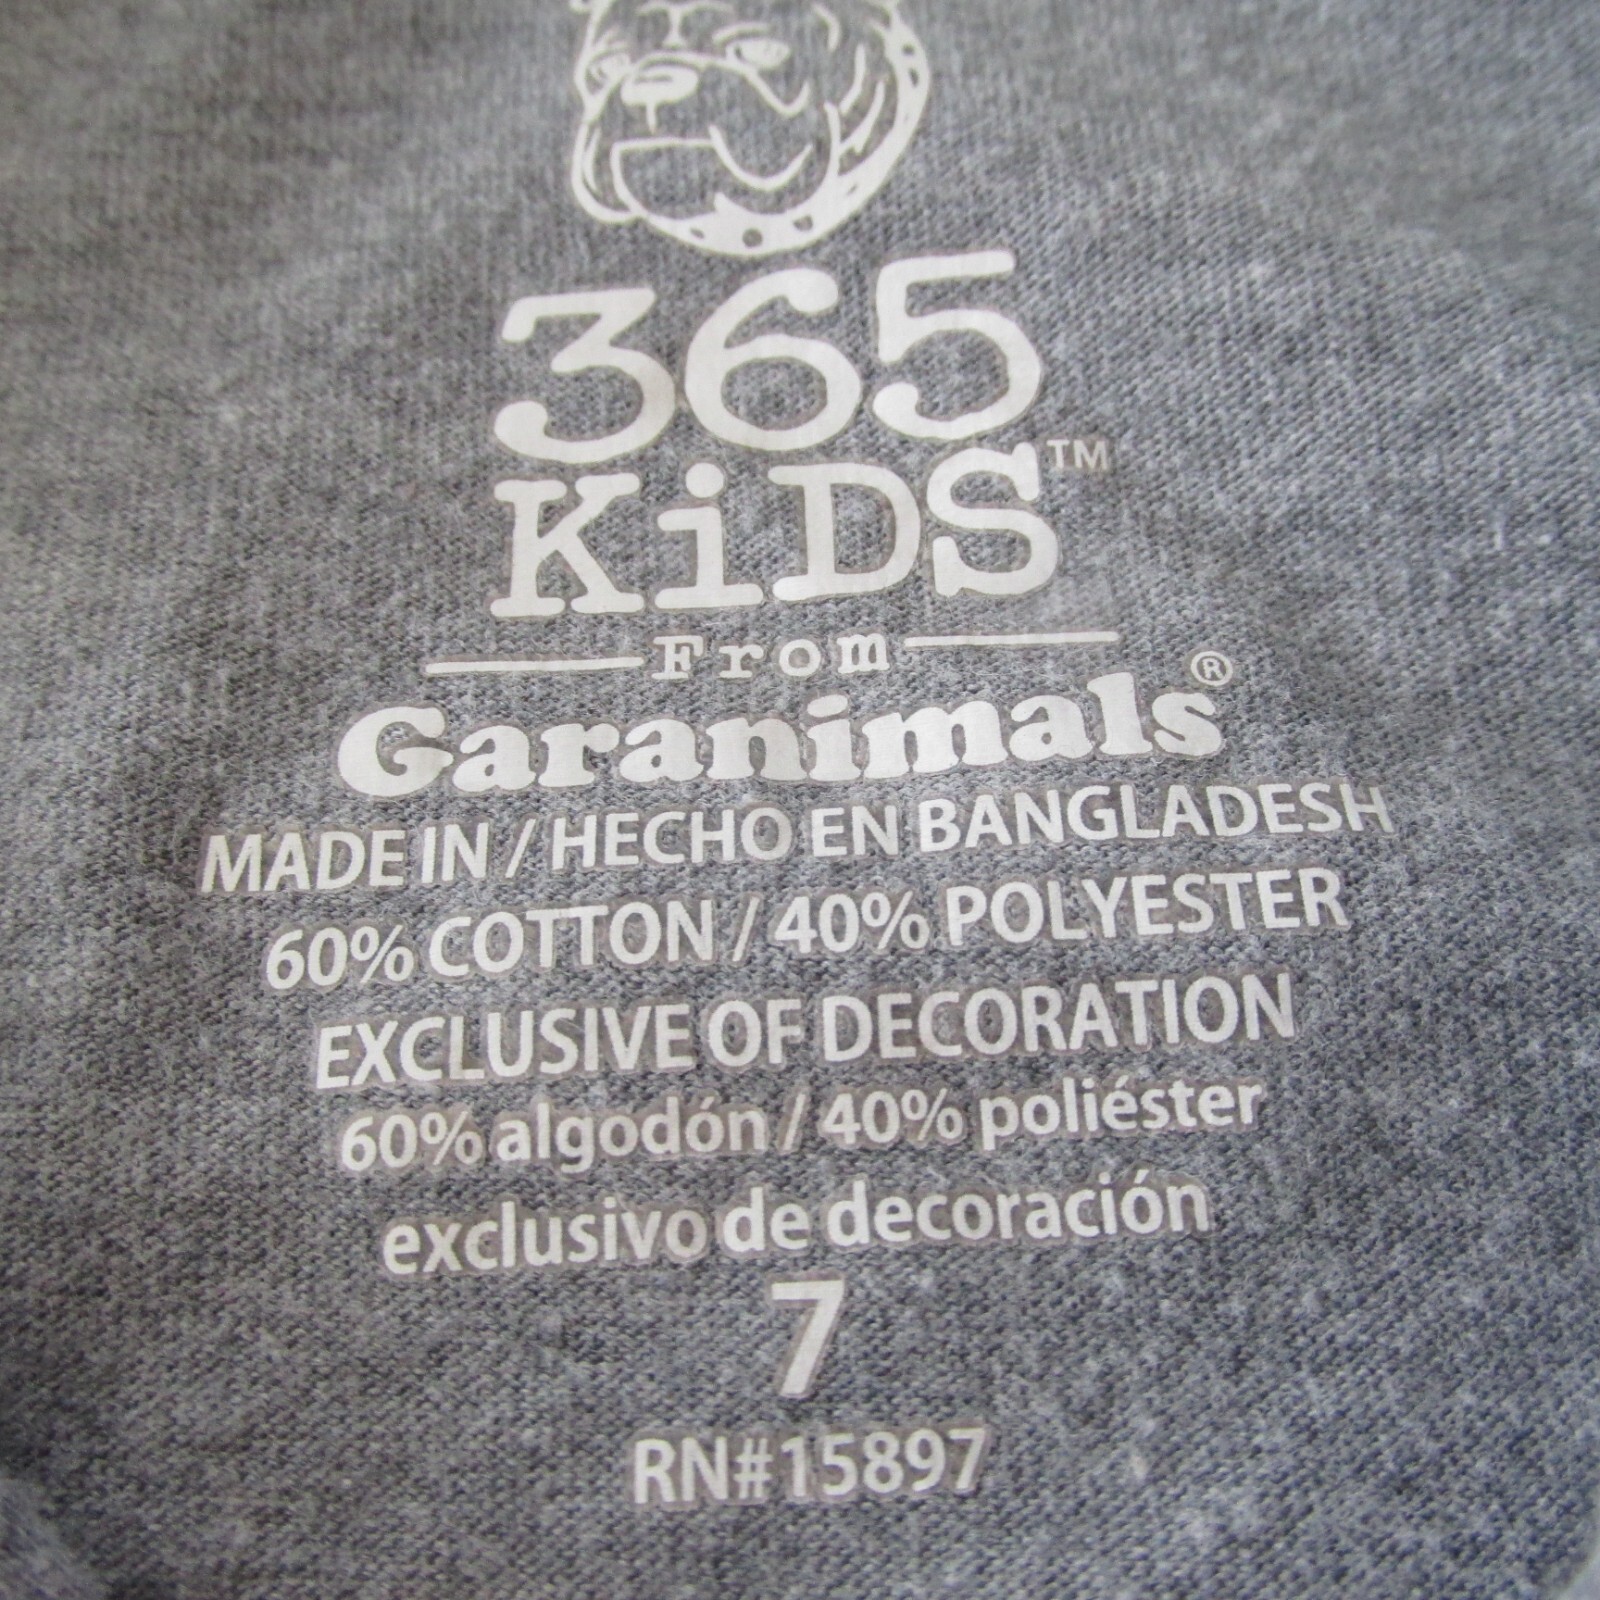 365
KiDS™
From
Garanimals®
MADE IN / HECHO EN BANGLADESH
60% COTTON / 40% POLYESTER
EXCLUSIVE OF DECORATION
60% algodón / 40% poliéster
exclusivo de decoración
7
RN#15897